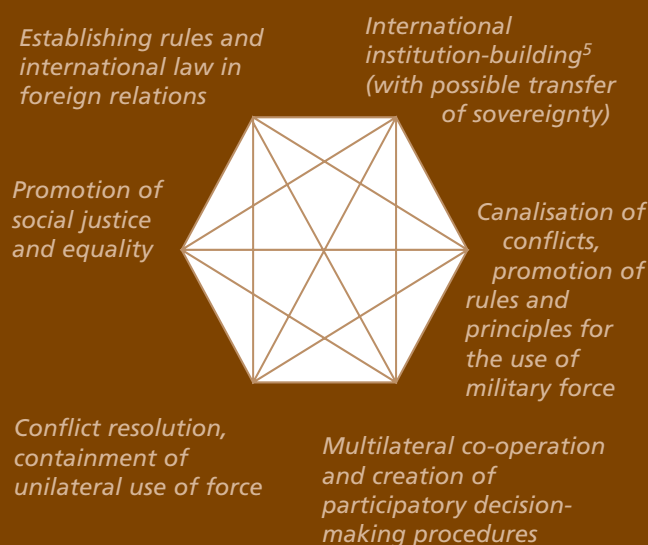 Establishing rules and
international law in
foreign relations
International
institution-building⁵
(with possible transfer
of sovereignty)
Promotion of
social justice
and equality
Canalisation of
conflicts,
promotion of
rules and
principles for
the use of
military force
Conflict resolution,
containment of
unilateral use of force
Multilateral co-operation
and creation of
participatory decision-
making procedures